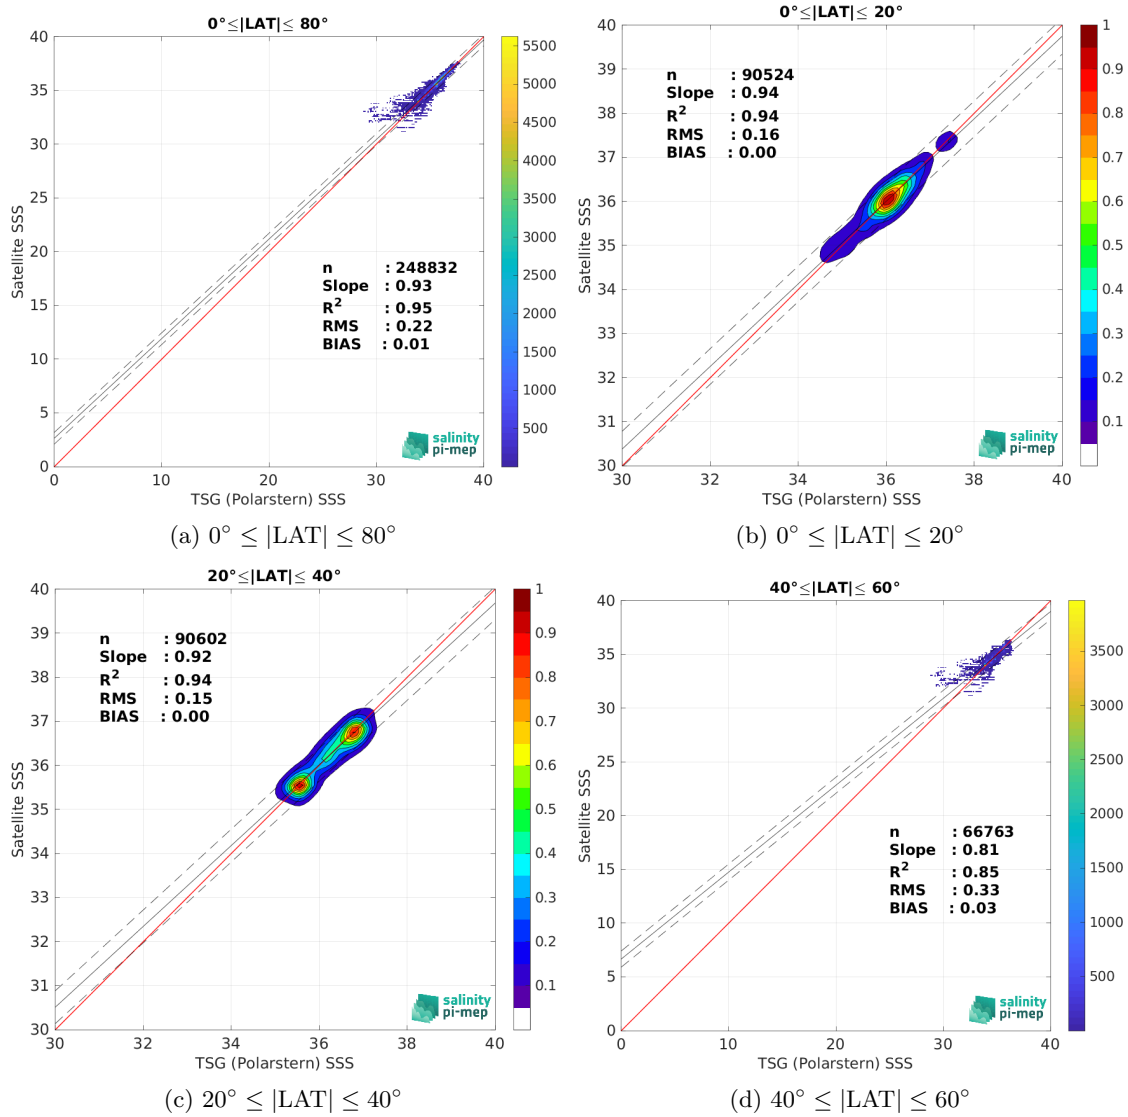 0°≤|LAT|≤ 80°
40
35
30
25
20
15
10
5
0
Satellite SSS
n : 248832
Slope : 0.93
R2 : 0.95
RMS : 0.22
BIAS : 0.01
salinity
pi-mep
0 10 20 30 40
TSG (Polarstern) SSS
5500
5000
4500
4000
3500
3000
2500
2000
1500
1000
500
(a) 0° ≤ |LAT| ≤ 80°
0°≤|LAT|≤ 20°
40
39
38
37
36
35
34
33
32
31
30
Satellite SSS
n : 90524
Slope : 0.94
R2 : 0.94
RMS : 0.16
BIAS : 0.00
salinity
pi-mep
30 32 34 36 38 40
TSG (Polarstern) SSS
1
0.9
0.8
0.7
0.6
0.5
0.4
0.3
0.2
0.1
(b) 0° ≤ |LAT| ≤ 20°
20°≤|LAT|≤ 40°
40
39
38
37
36
35
34
33
32
31
30
Satellite SSS
n : 90602
Slope : 0.92
R2 : 0.94
RMS : 0.15
BIAS : 0.00
salinity
pi-mep
30 32 34 36 38 40
TSG (Polarstern) SSS
1
0.9
0.8
0.7
0.6
0.5
0.4
0.3
0.2
0.1
(c) 20° ≤ |LAT| ≤ 40°
40°≤|LAT|≤ 60°
40
35
30
25
20
15
10
5
0
Satellite SSS
n : 66763
Slope : 0.81
R2 : 0.85
RMS : 0.33
BIAS : 0.03
salinity
pi-mep
0 10 20 30 40
TSG (Polarstern) SSS
3500
3000
2500
2000
1500
1000
500
(d) 40° ≤ |LAT| ≤ 60°